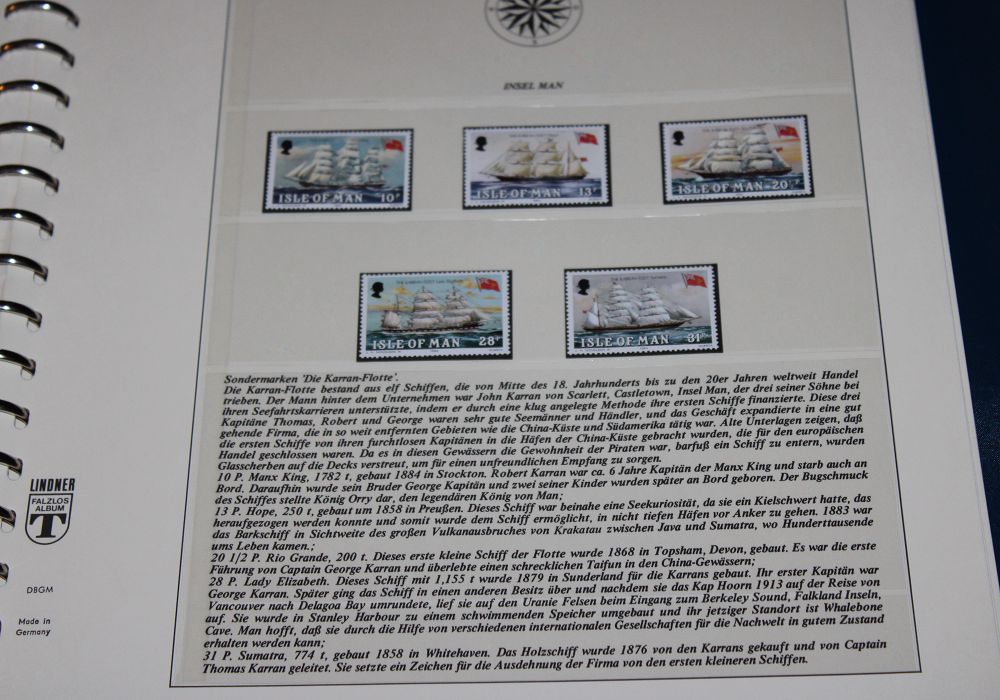 INSEL MAN
THE KARRAN FLEET
ISLE OF MAN 10P
THE KARRAN FLEET
ISLE OF MAN 13P
THE KARRAN FLEET
ISLE OF MAN 20½P
THE KARRAN FLEET Lady Elizabeth
ISLE OF MAN 28P
THE KARRAN FLEET Sumatra
ISLE OF MAN 31P
Sondermarken 'Die Karran-Flotte'.
Die Karran-Flotte bestand aus elf Schiffen, die von Mitte des 18. Jahrhunderts bis zu den 20er Jahren weltweit Handel
trieben. Der Mann hinter dem Unternehmen war John Karran von Scarlett, Castletown, Insel Man, der drei seiner Söhne bei
ihren Seefahrtskarrieren unterstützte, indem er durch eine klug angelegte Methode ihre ersten Schiffe finanzierte. Diese drei
Kapitäne Thomas, Robert und George waren sehr gute Seemänner und Händler, und das Geschäft expandierte in eine gut
gehende Firma, die in so weit entfernten Gebieten wie die China-Küste und Südamerika tätig war. Alte Unterlagen zeigen, daß
die ersten Schiffe von ihren furchtlosen Kapitänen in die Häfen der China-Küste gebracht wurden, die für den europäischen
Handel geschlossen waren. Da es in diesen Gewässern die Gewohnheit der Piraten war, barfuß ein Schiff zu entern, wurden
Glasscherben auf die Decks verstreut, um für einen unfreundlichen Empfang zu sorgen.
10 P. Manx King, 1782 t, gebaut 1884 in Stockton. Robert Karran war ca. 6 Jahre Kapitän der Manx King und starb auch an
Bord. Daraufhin wurde sein Bruder George Kapitän und zwei seiner Kinder wurden später an Bord geboren. Der Bugschmuck
des Schiffes stellte König Orry dar, den legendären König von Man;
13 P. Hope, 250 t, gebaut um 1858 in Preußen. Dieses Schiff war beinahe eine Seekuriosität, da sie ein Kielschwert hatte, das
heraufgezogen werden konnte und somit wurde dem Schiff ermöglicht, in nicht tiefen Häfen vor Anker zu gehen. 1883 war
das Barkschiff in Sichtweite des großen Vulkanausbruches von Krakatau zwischen Java und Sumatra, wo Hunderttausende
ums Leben kamen.;
20 1/2 P. Rio Grande, 200 t. Dieses erste kleine Schiff der Flotte wurde 1868 in Topsham, Devon, gebaut. Es war die erste
Führung von Captain George Karran und überlebte einen schrecklichen Taifun in den China-Gewässern;
28 P. Lady Elizabeth. Dieses Schiff mit 1,155 t wurde 1879 in Sunderland für die Karrans gebaut. Ihr erster Kapitän war
George Karran. Später ging das Schiff in einen anderen Besitz über und nachdem sie das Kap Hoorn 1913 auf der Reise von
Vancouver nach Delagoa Bay umrundete, lief sie auf den Uranie Felsen beim Eingang zum Berkeley Sound, Falkland Inseln,
auf. Sie wurde in Stanley Harbour zu einem schwimmenden Speicher umgebaut und ihr jetziger Standort ist Whalebone
Cave. Man hofft, daß sie durch die Hilfe von verschiedenen internationalen Gesellschaften für die Nachwelt in gutem Zustand
erhalten werden kann;
31 P. Sumatra, 774 t, gebaut 1858 in Whitehaven. Das Holzschiff wurde 1876 von den Karrans gekauft und von Captain
Thomas Karran geleitet. Sie setzte ein Zeichen für die Ausdehnung der Firma von den ersten kleineren Schiffen.
LINDNER
FALZLOS
ALBUM
T
DBGM
Made in
Germany